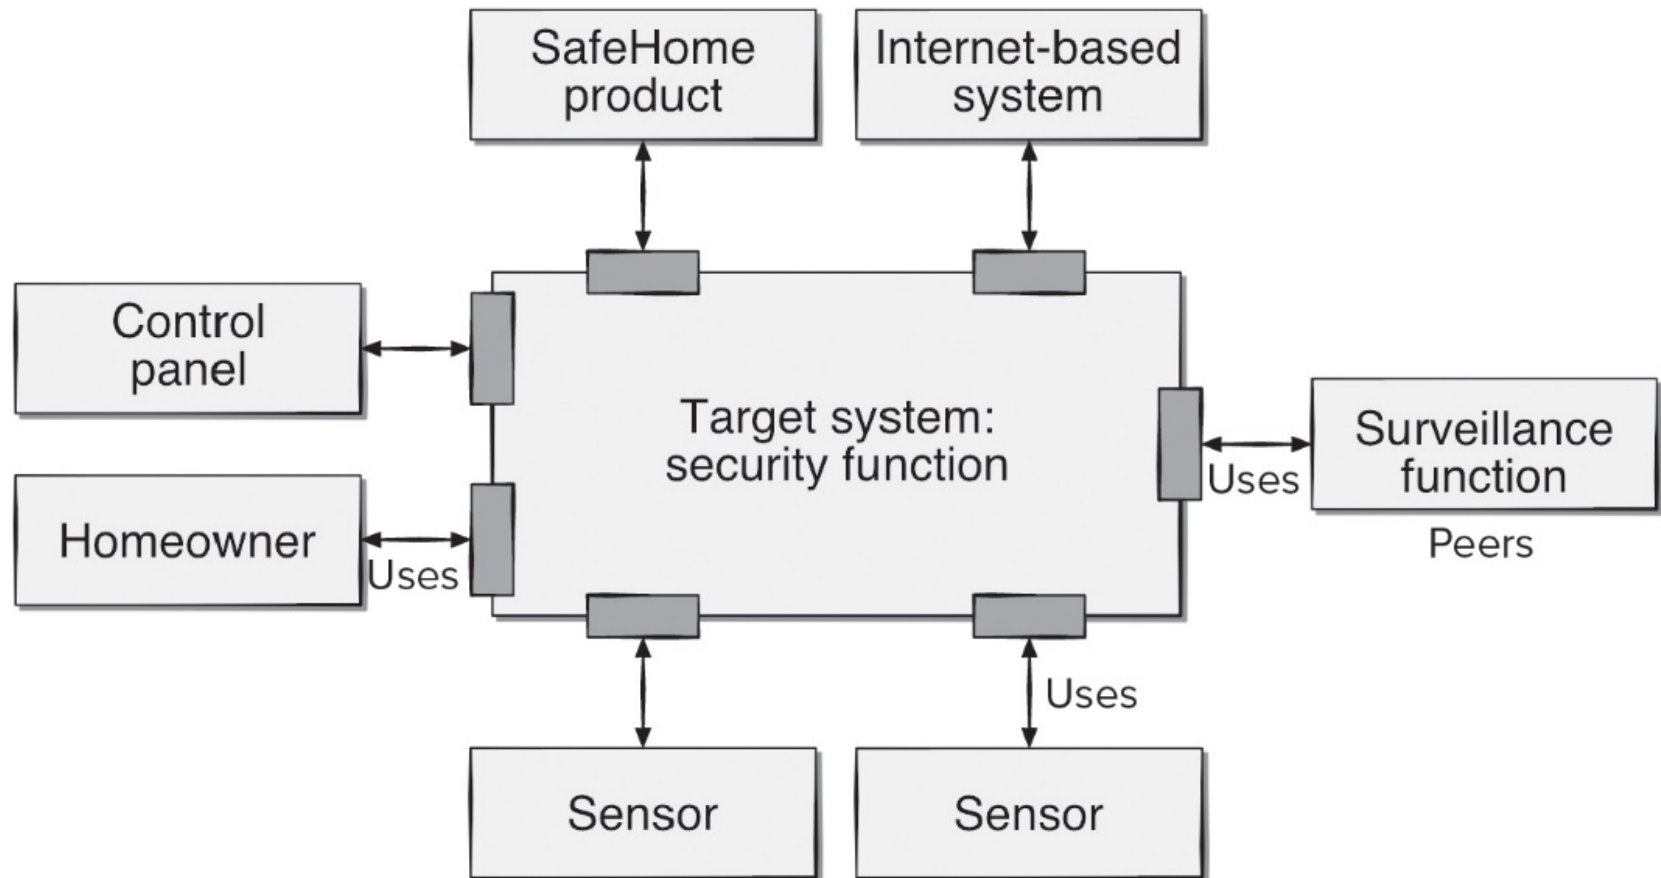 SafeHome
product
Internet-based
system
Control
panel
Target system:
security function
Surveillance
function
Uses
Peers
Homeowner
Uses
Uses
Sensor
Sensor